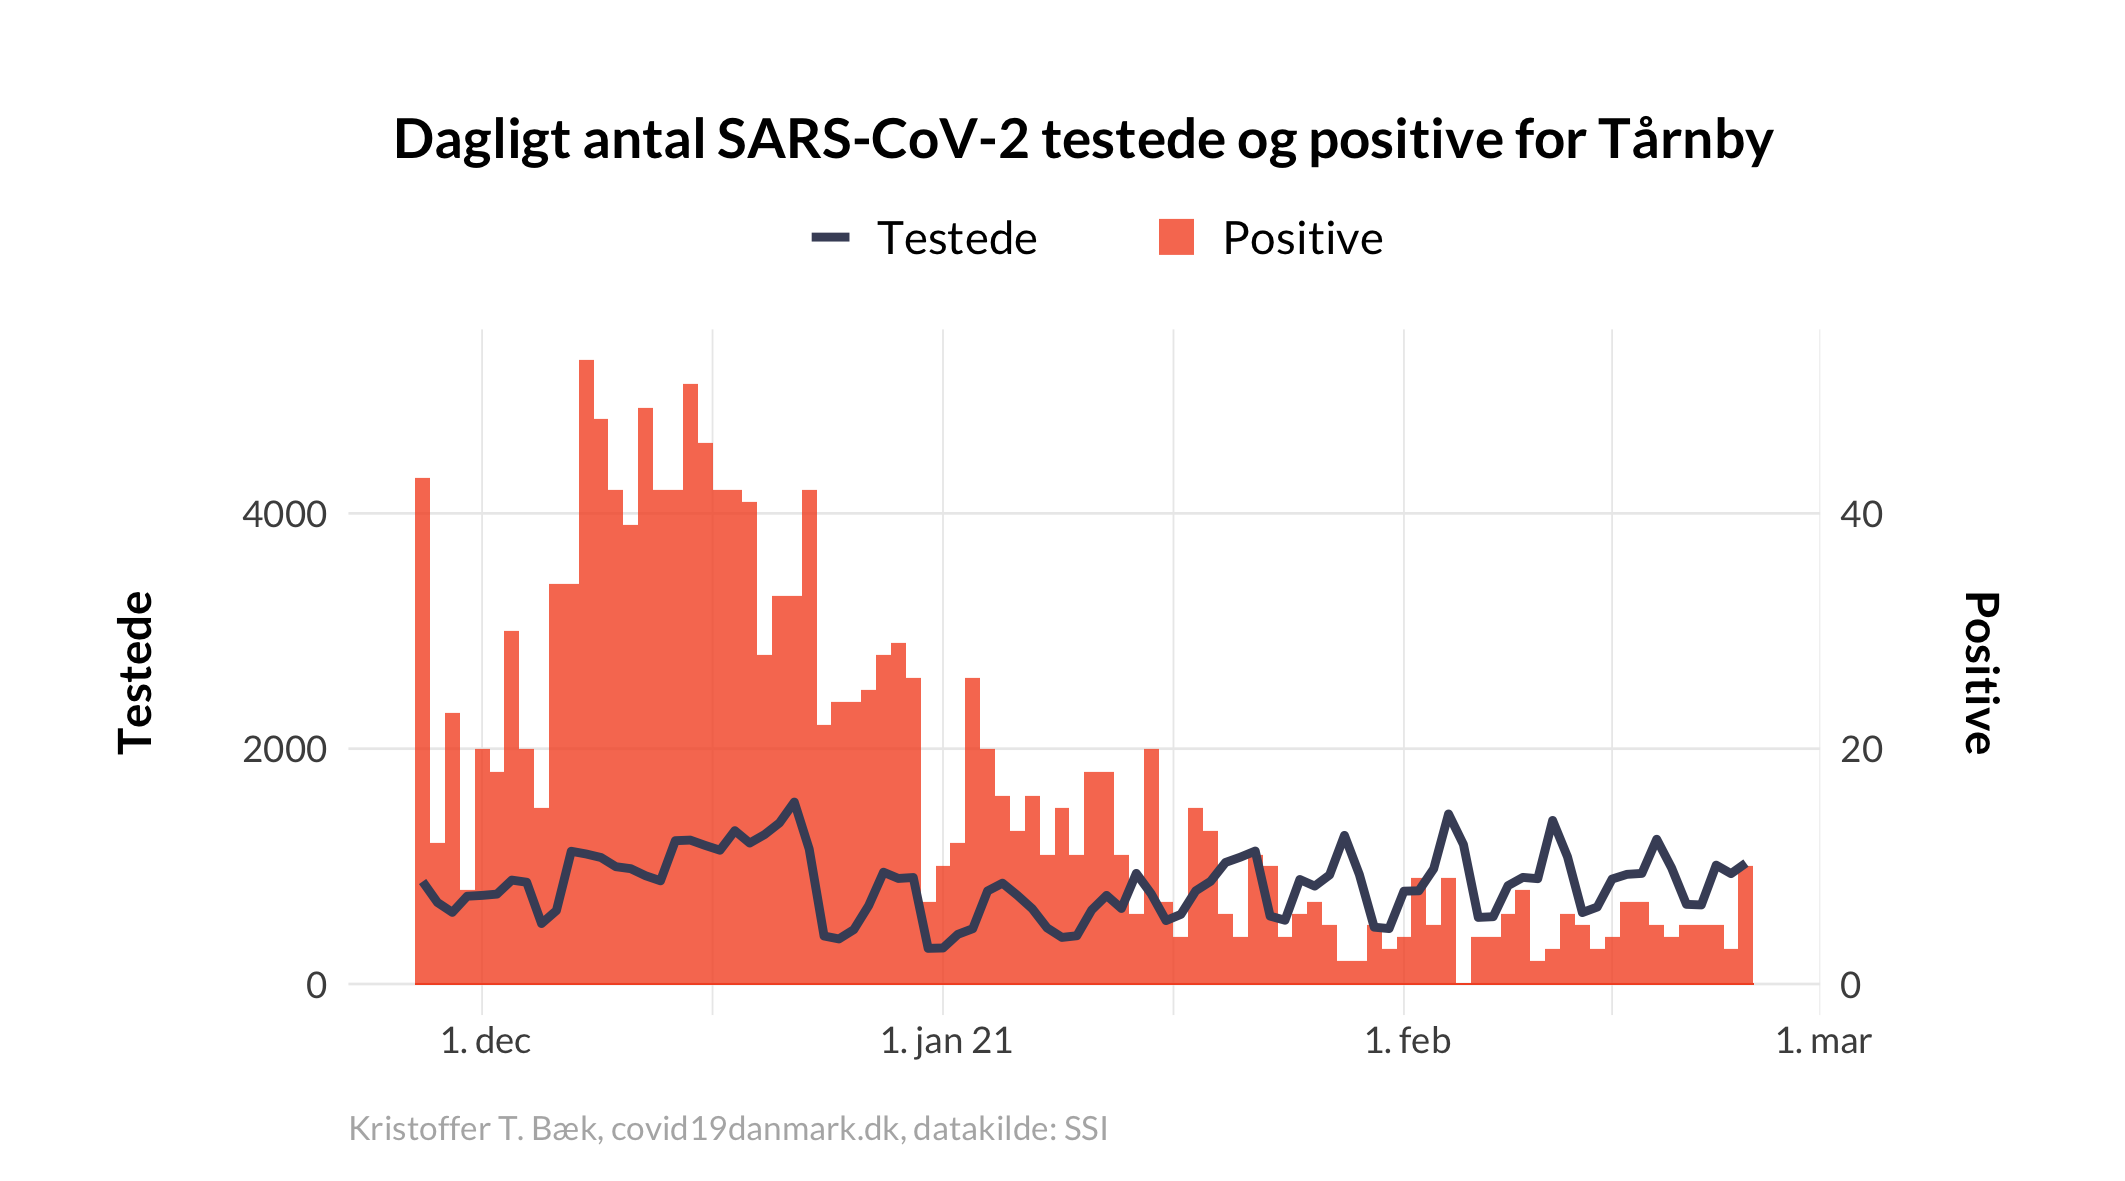 Dagligt antal SARS-CoV-2 testede og positive for Tårnby
Testede
Positive
4000
2000
0
Testede
40
20
0
Positive
1. dec
1. jan 21
1. feb
1. mar
Kristoffer T. Bæk, covid19danmark.dk, datakilde: SSI